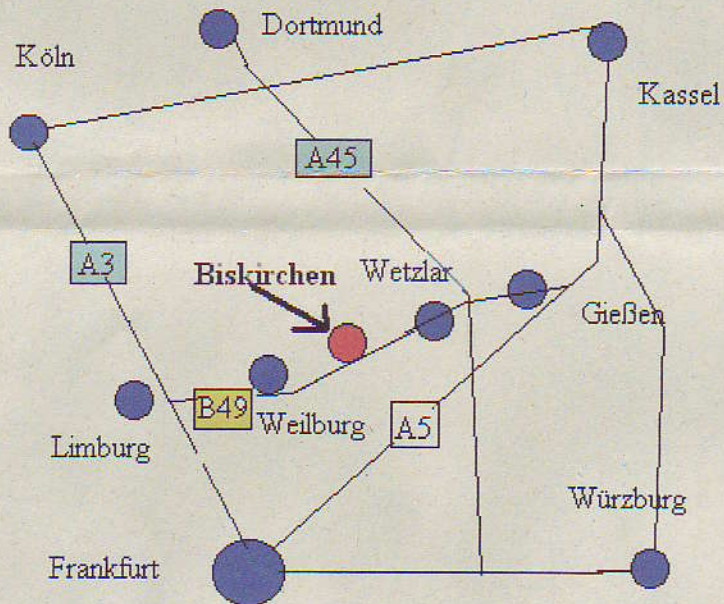 Dortmund
Köln
Kassel
A45
A3
Biskirchen
Wetzlar
Gießen
B49
Weilburg
A5
Limburg
Würzburg
Frankfurt